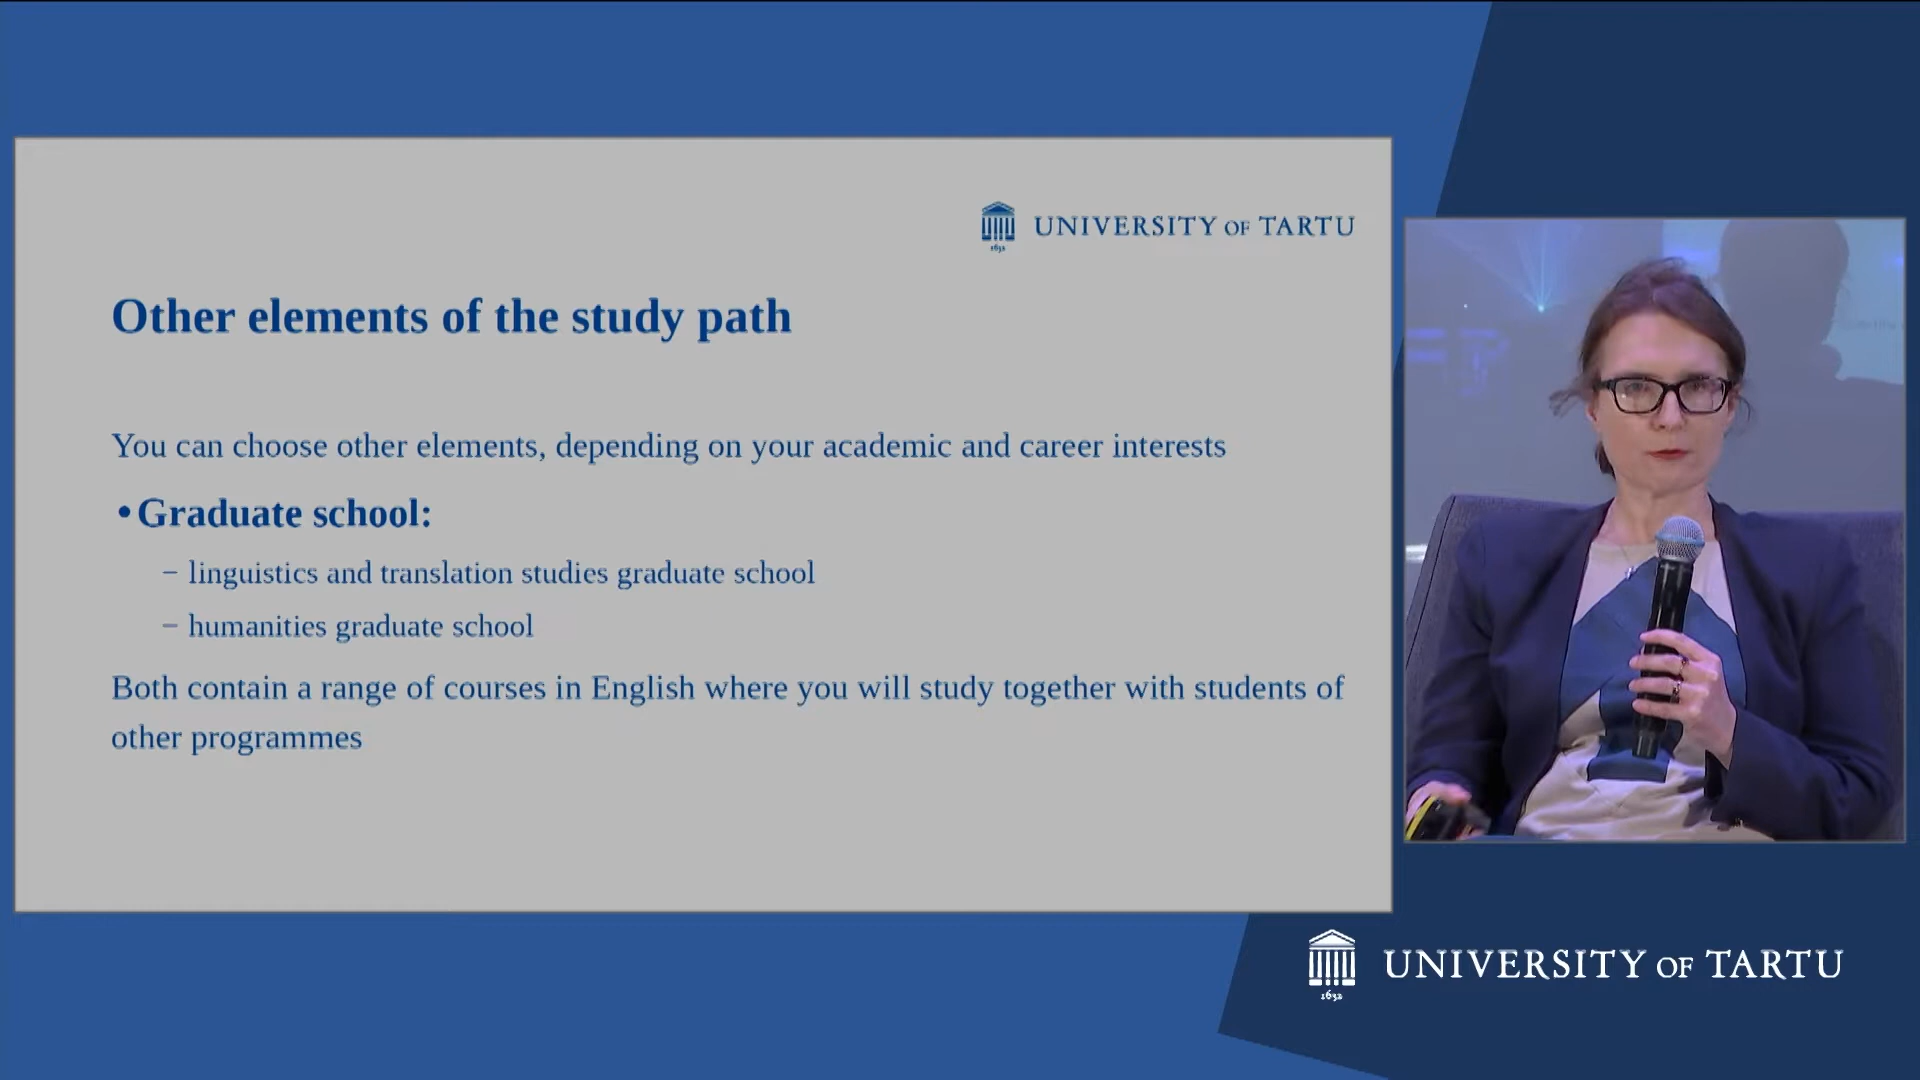 UNIVERSITY OF TARTU
1632
Other elements of the study path
You can choose other elements, depending on your academic and career interests
•Graduate school:
– linguistics and translation studies graduate school
– humanities graduate school
Both contain a range of courses in English where you will study together with students of
other programmes
UNIVERSITY OF TARTU
1632